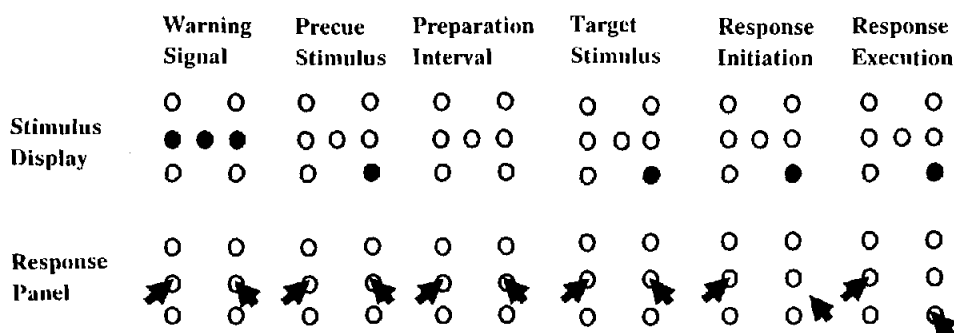 Warning Precue Preparation Target Response Response
Signal Stimulus Interval Stimulus Initiation Execution
Stimulus
Display
Response
Panel